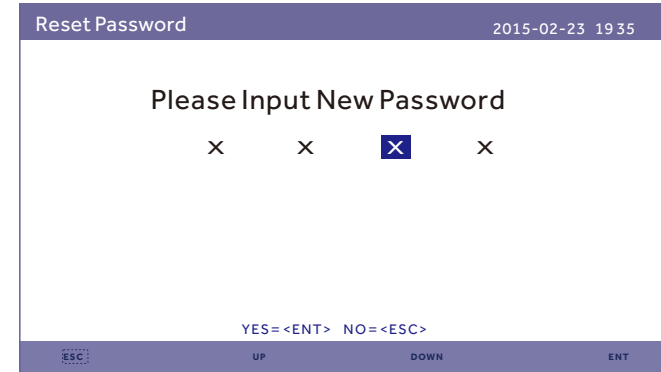 Reset Password 2015-02-23 19 35
Please Input New Password
X X X X
YES=<ENT> NO=<ESC>
ESC UP DOWN ENT